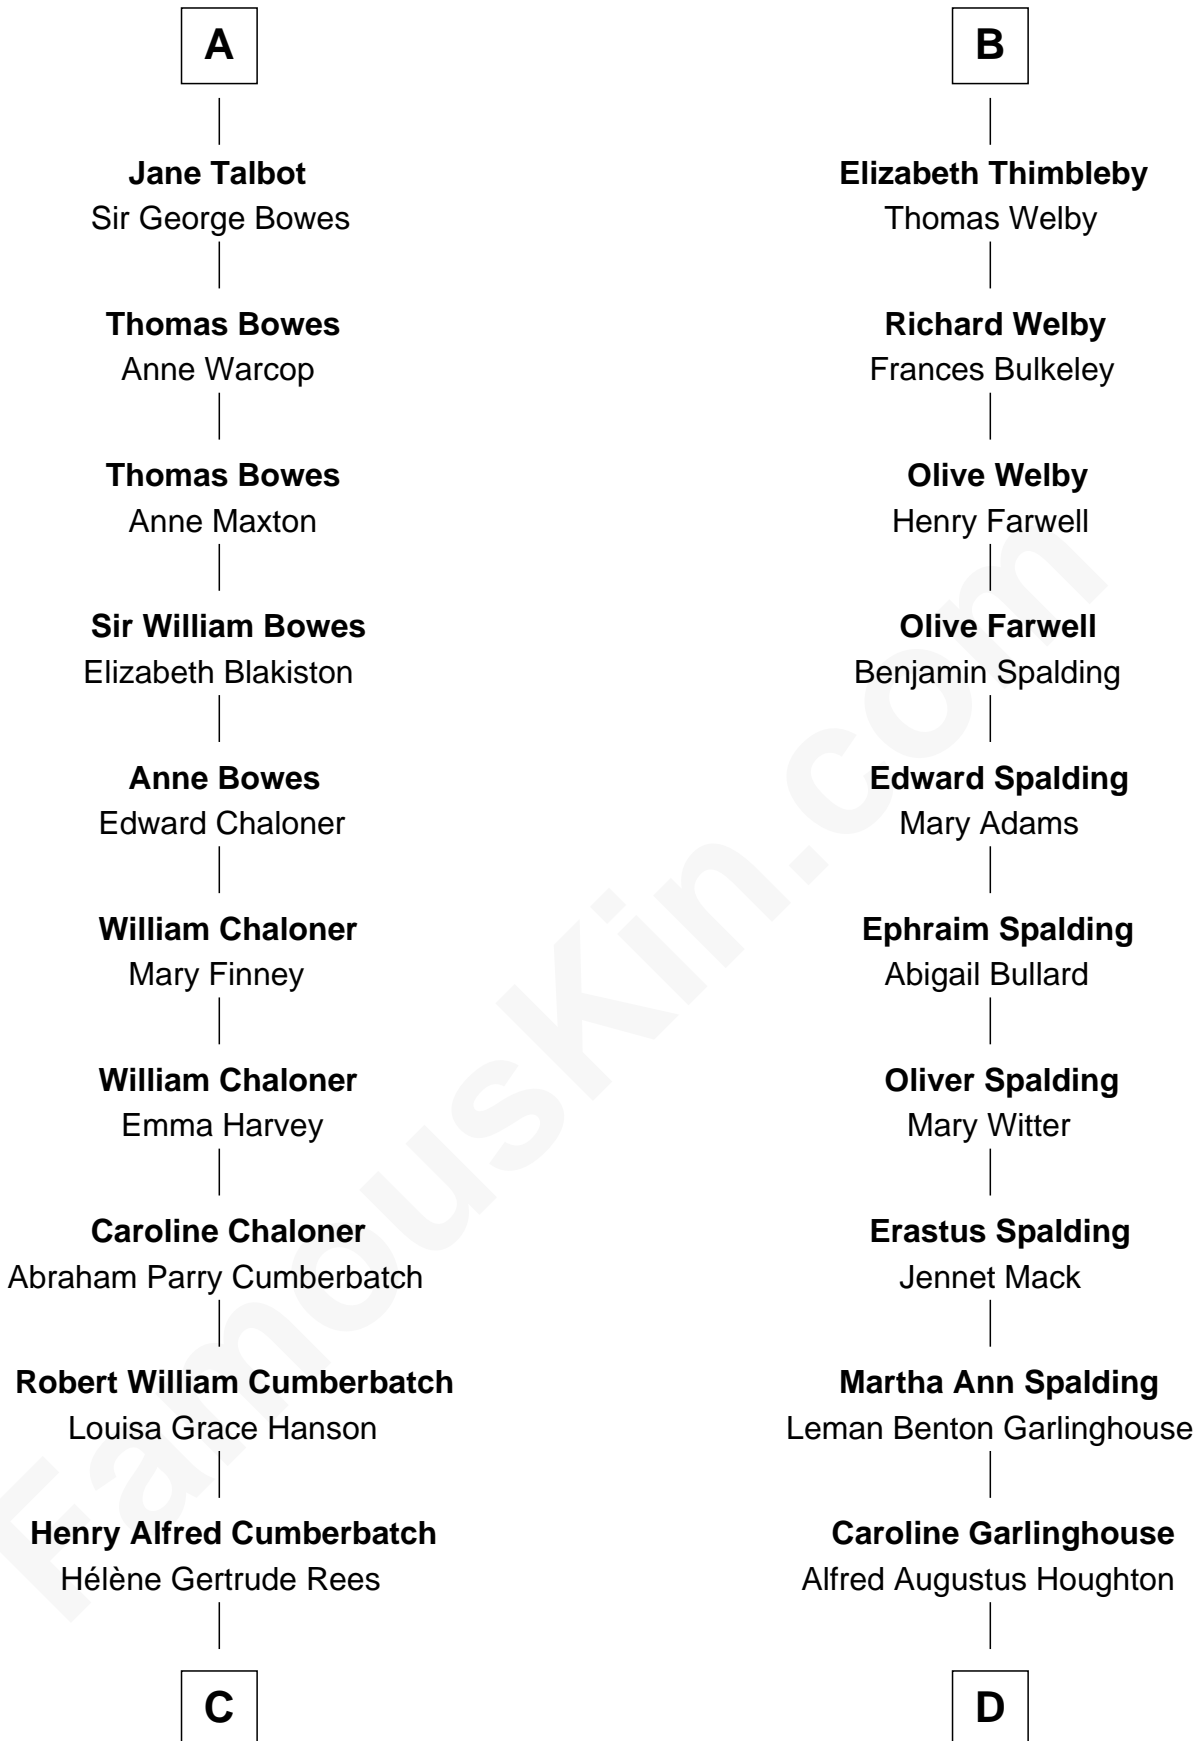 A
Jane Talbot
Sir George Bowes
Thomas Bowes
Anne Warcop
Thomas Bowes
Anne Maxton
Sir William Bowes
Elizabeth Blakiston
Anne Bowes
Edward Chaloner
William Chaloner
Mary Finney
William Chaloner
Emma Harvey
Caroline Chaloner
Abraham Parry Cumberbatch
Robert William Cumberbatch
Louisa Grace Hanson
Henry Alfred Cumberbatch
Hélène Gertrude Rees
C
B
Elizabeth Thimbleby
Thomas Welby
Richard Welby
Frances Bulkeley
Olive Welby
Henry Farwell
Olive Farwell
Benjamin Spalding
Edward Spalding
Mary Adams
Ephraim Spalding
Abigail Bullard
Oliver Spalding
Mary Witter
Erastus Spalding
Jennet Mack
Martha Ann Spalding
Leman Benton Garlinghouse
Caroline Garlinghouse
Alfred Augustus Houghton
D
FamousKin.com